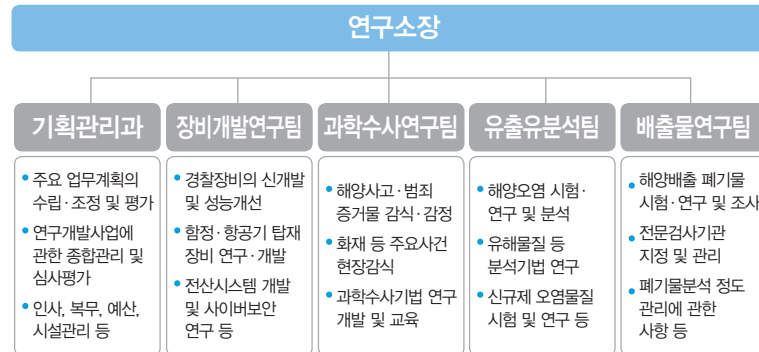 연구소장
기획관리과
• 주요 업무계획의
수립·조정 및 평가
• 연구개발사업에
관한 종합관리 및
심사평가
• 인사, 복무, 예산,
시설관리 등
장비개발연구팀
• 경찰장비의 신개발
및 성능개선
• 함정·항공기 탑재
장비 연구·개발
• 전산시스템 개발
및 사이버보안
연구 등
과학수사연구팀
• 해양사고·범죄
증거물 감식·감정
• 화재 등 주요사건
현장감식
• 과학수사기법 연구
개발 및 교육
유출유분석팀
• 해양오염 시험·
연구 및 분석
• 유해물질 등
분석기법 연구
• 신규제 오염물질
시험 및 연구 등
배출물연구팀
• 해양배출 폐기물
시험·연구 및 조사
• 전문검사기관
지정 및 관리
• 폐기물분석 정도
관리에 관한
사항 등